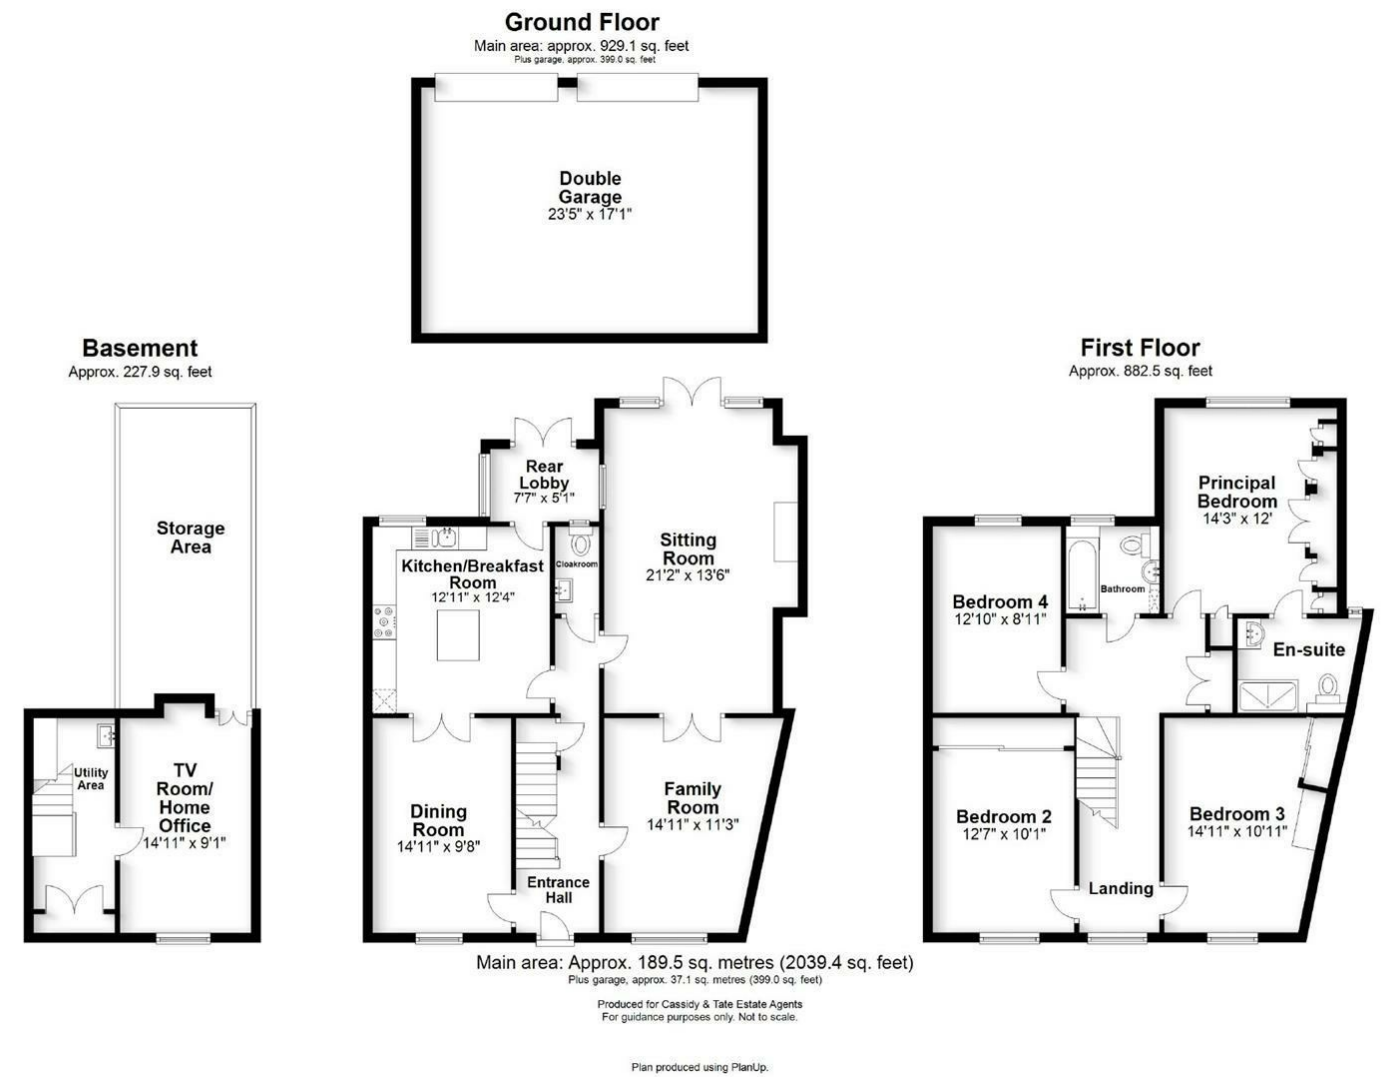 Ground Floor
Main area: approx. 929.1 sq. feet
Plus garage, approx. 399.0 sq. feet
Double
Garage
23'5" x 17'1"
Basement
Approx. 227.9 sq. feet
Storage
Area
Utility
Area
TV
Room/
Home
Office
14'11" x 9'1"
Rear
Lobby
7'7" x 5'1"
Kitchen/Breakfast
Room
12'11" x 12'4"
Cloakroom
Sitting
Room
21'2" x 13'6"
Dining
Room
14'11" x 9'8"
Entrance
Hall
Family
Room
14'11" x 11'3"
First Floor
Approx. 882.5 sq. feet
Principal
Bedroom
14'3" x 12'
Bedroom 4
12'10" x 8'11"
Bathroom
En-suite
Bedroom 2
12'7" x 10'1"
Landing
Bedroom 3
14'11" x 10'11"
Main area: Approx. 189.5 sq. metres (2039.4 sq. feet)
Plus garage, approx. 37.1 sq. metres (399.0 sq. feet)
Produced for Cassidy & Tate Estate Agents
For guidance purposes only. Not to scale.
Plan produced using PlanUp.